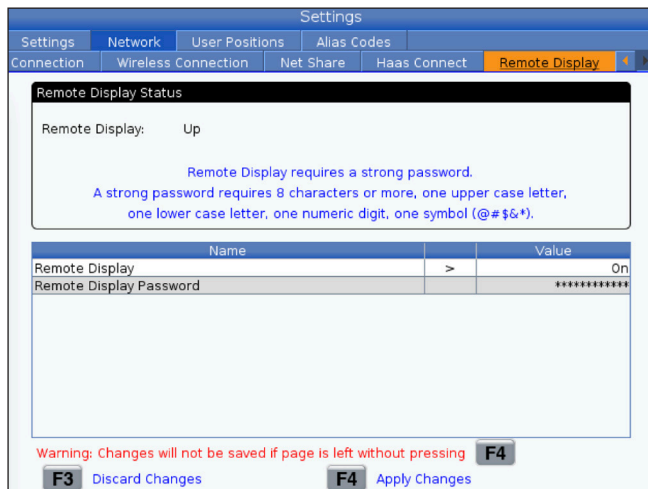 Settings
Settings Network User Positions Alias Codes
Connection Wireless Connection Net Share Haas Connect Remote Display
Remote Display Status
Remote Display: Up
Remote Display requires a strong password.
A strong password requires 8 characters or more, one upper case letter,
one lower case letter, one numeric digit, one symbol (@#$&*).
Name Value
Remote Display > On
Remote Display Password ************
Warning: Changes will not be saved if page is left without pressing F4
F3 Discard Changes F4 Apply Changes